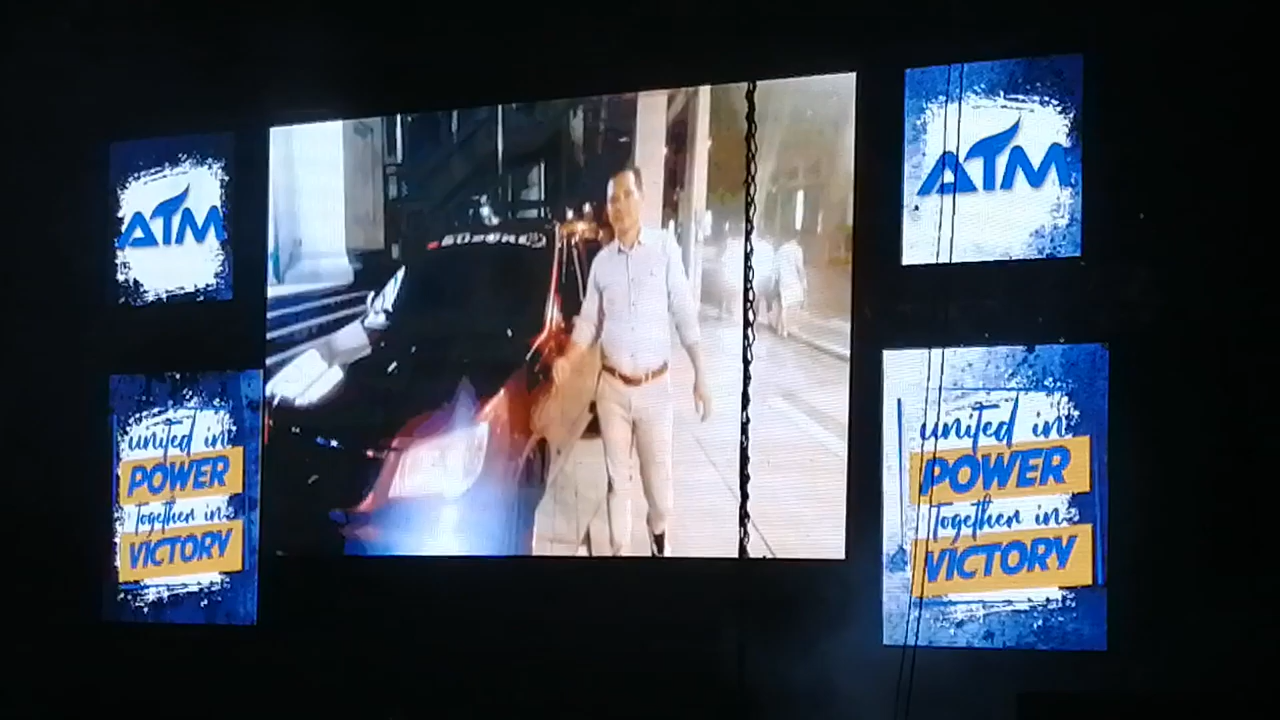 ATM
united in
POWER
Together in
VICTORY
ATM
united in
POWER
Together in
VICTORY